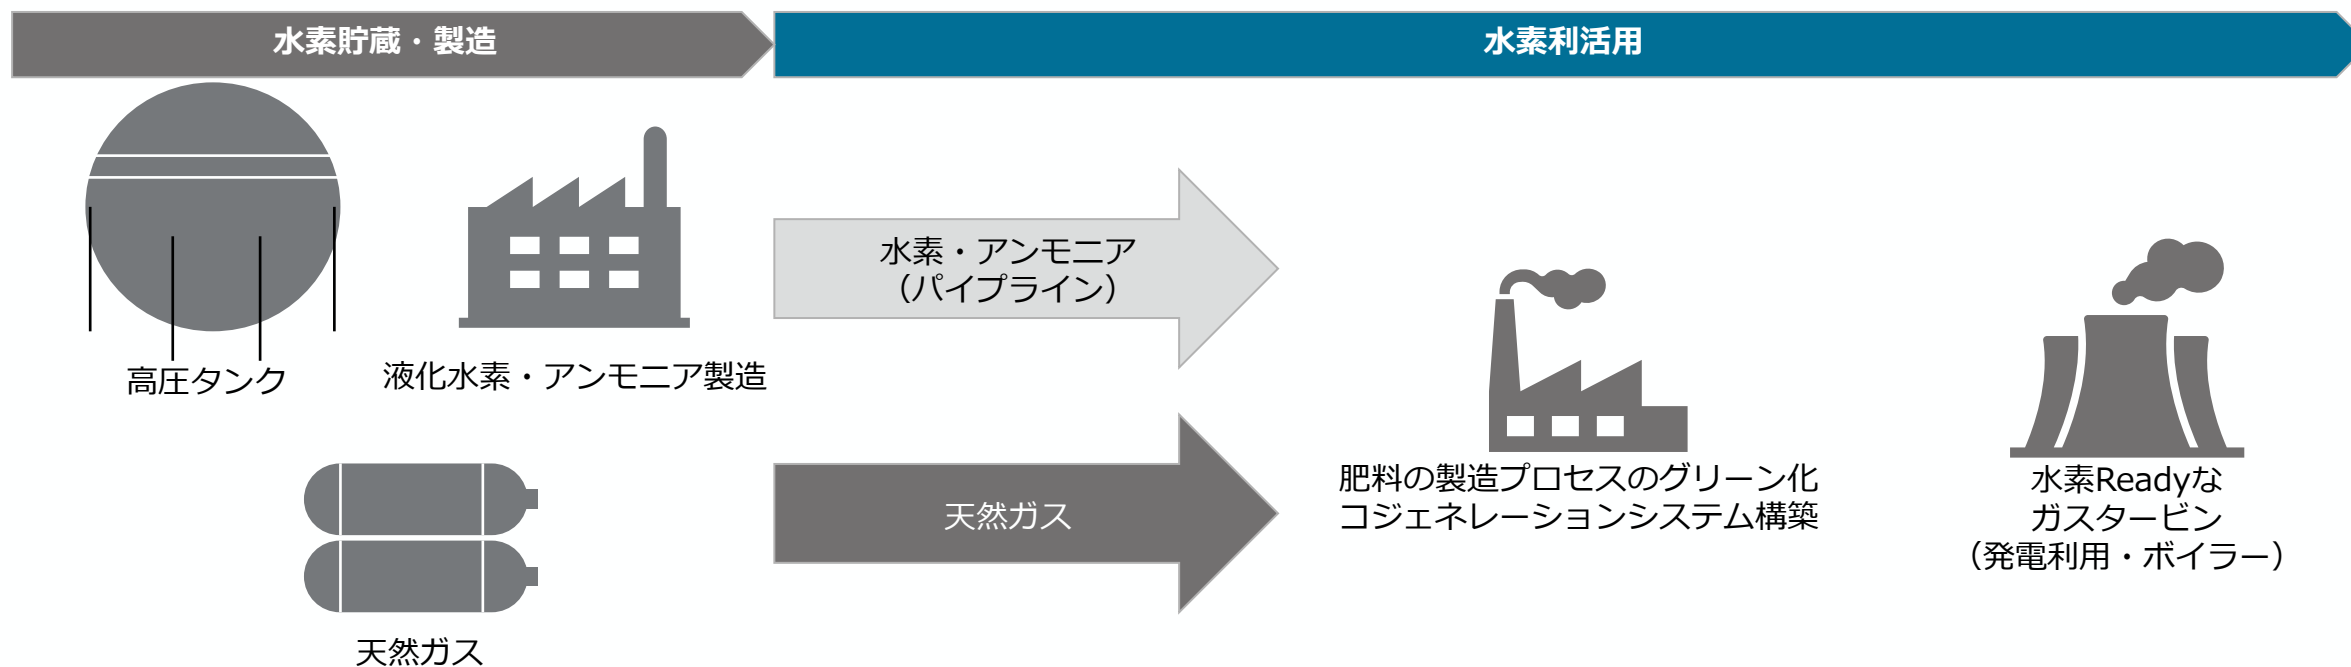 水素貯蔵・製造
水素利活用
高圧タンク
液化水素・アンモニア製造
天然ガス
水素・アンモニア
（パイプライン）
天然ガス
肥料の製造プロセスのグリーン化
コジェネレーションシステム構築
水素Readyな
ガスタービン
（発電利用・ボイラー）